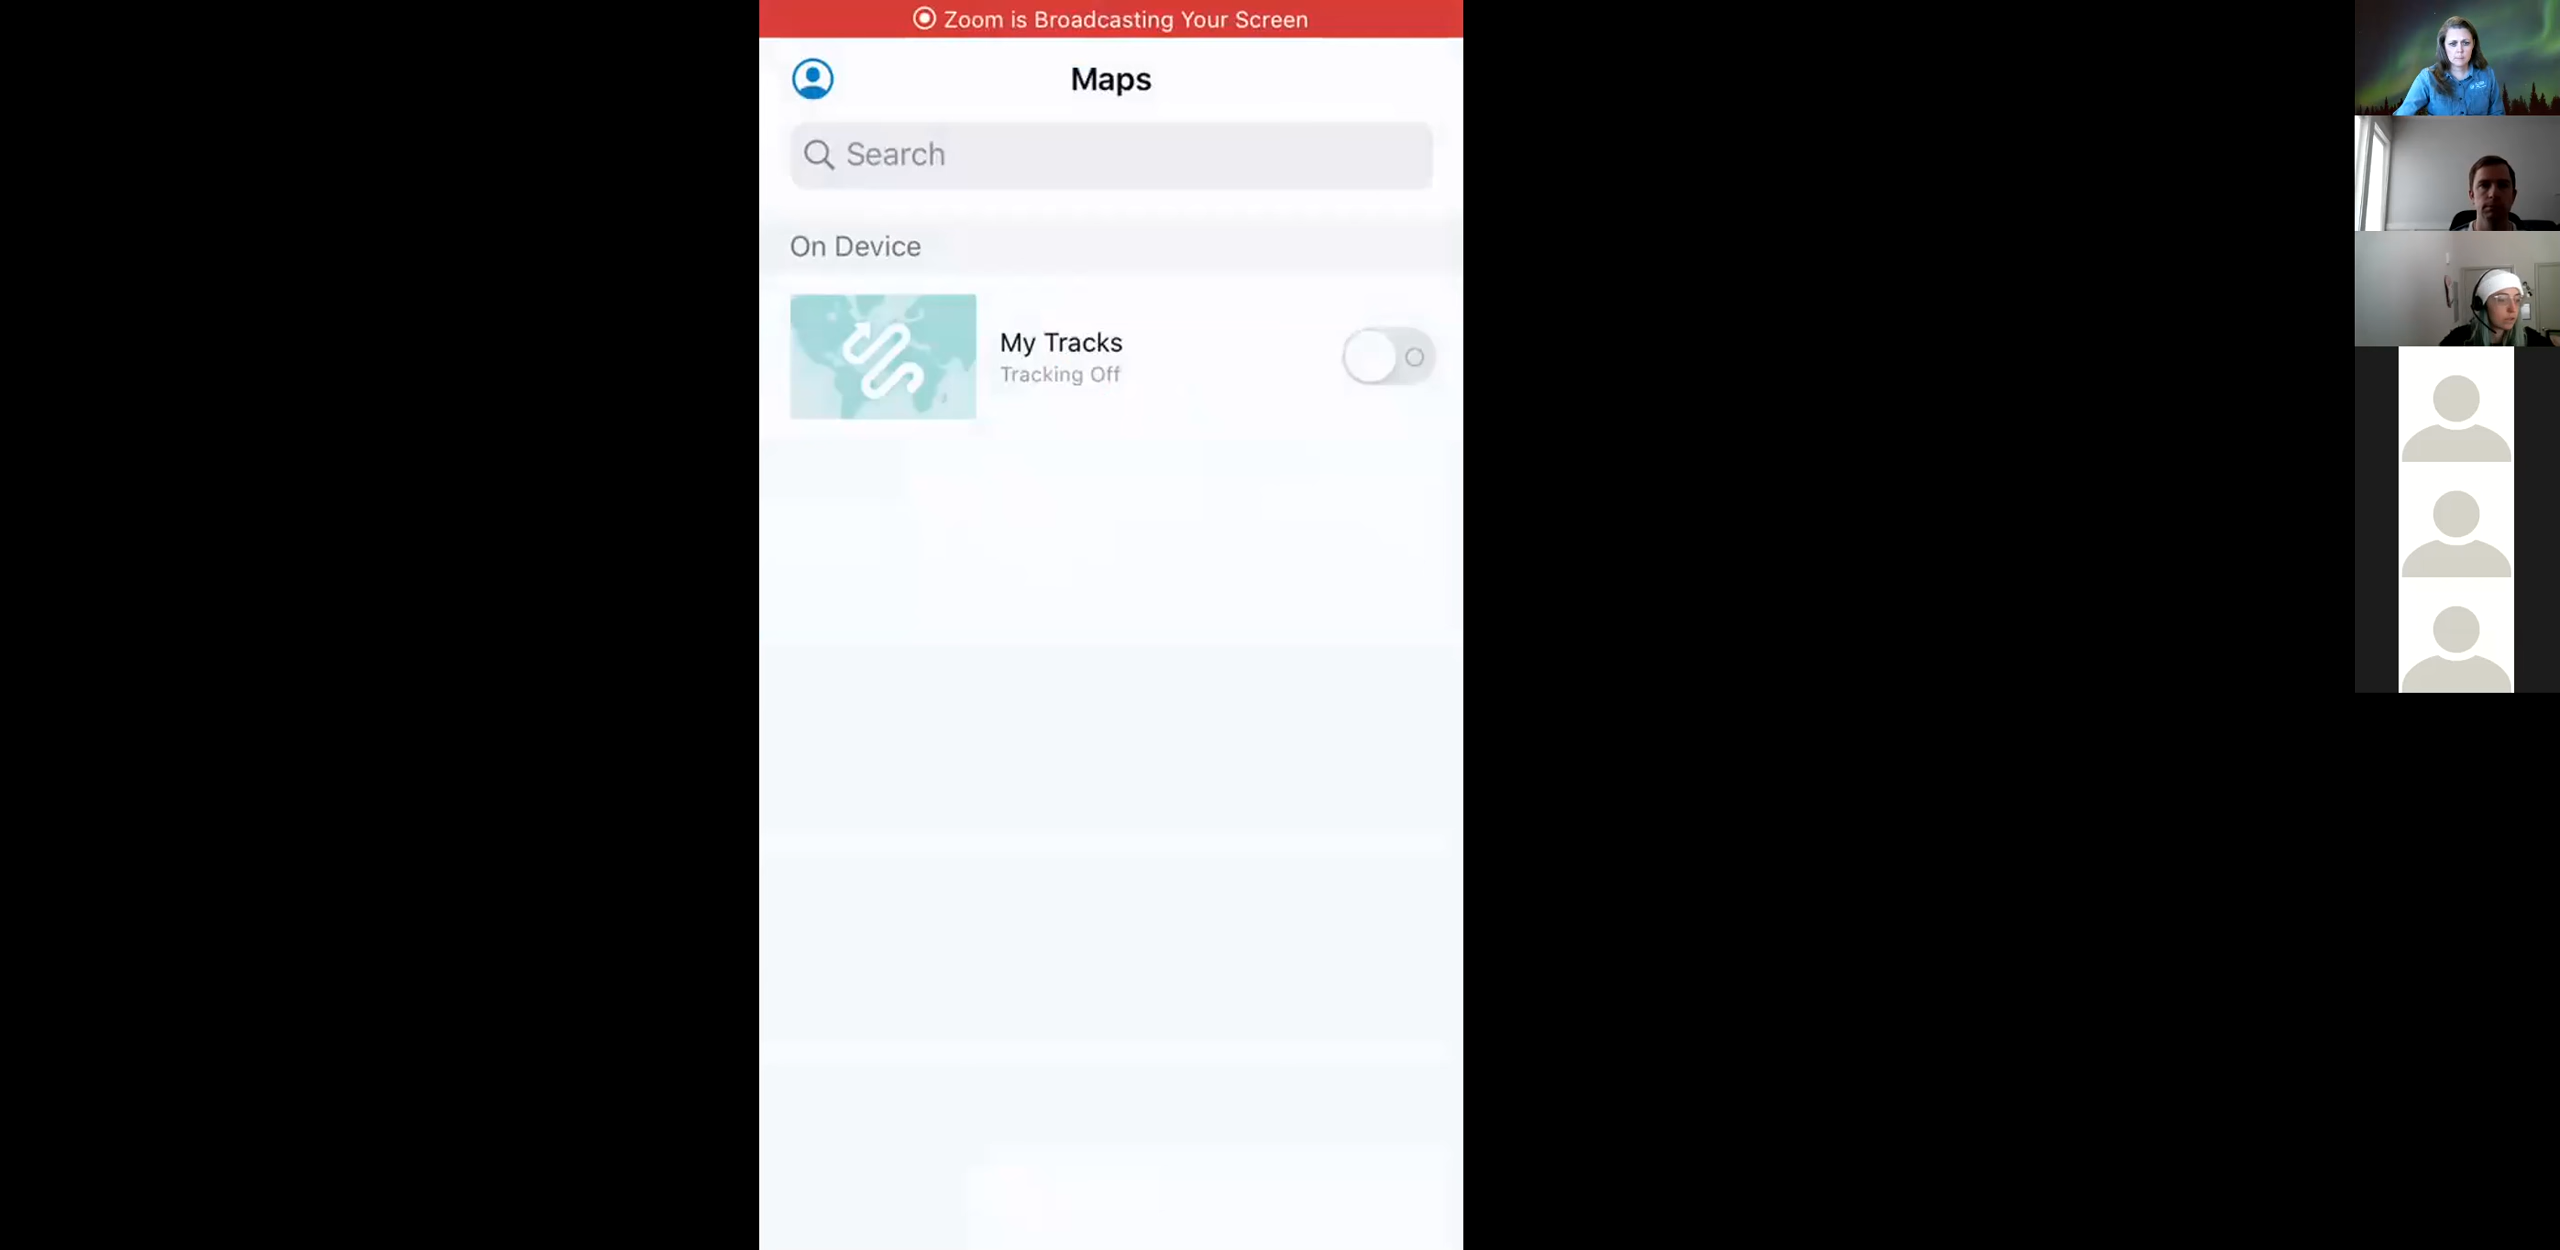 Zoom is Broadcasting Your Screen
Maps
Search
On Device
My Tracks
Tracking Off